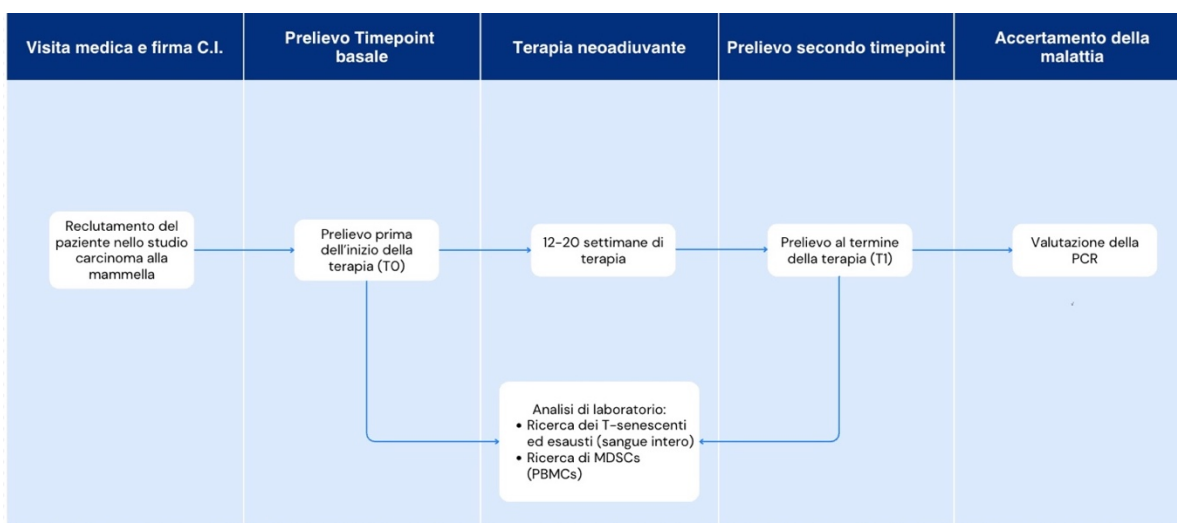 Visita medica e firma C.I.
Prelievo Timepoint
basale
Terapia neoadiuvante
Prelievo secondo timepoint
Accertamento della
malattia
Reclutamento del
paziente nello studio
carcinoma alla
mammella
Prelievo prima
dell'inizio della
terapia (T0)
12-20 settimane di
terapia
Prelievo al termine
della terapia (T1)
Valutazione della
PCR
Analisi di laboratorio:
• Ricerca dei T-senescenti
ed esausti (sangue intero)
• Ricerca di MDSCs
(PBMCs)